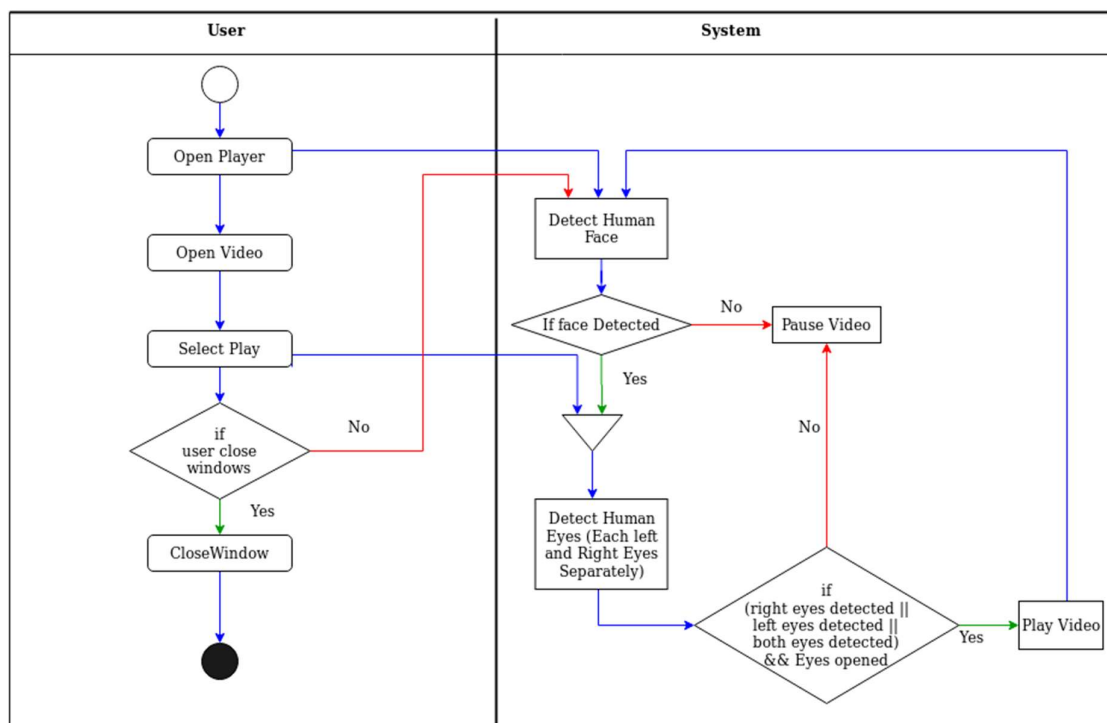 User
System
Open Player
Open Video
Select Play
if
user close
windows
No
Yes
CloseWindow
Detect Human
Face
If face Detected
No
Pause Video
Yes
Detect Human
Eyes (Each left
and Right Eyes
Separately)
No
if
(right eyes detected ||
left eyes detected ||
both eyes detected)
&& Eyes opened
Yes
Play Video